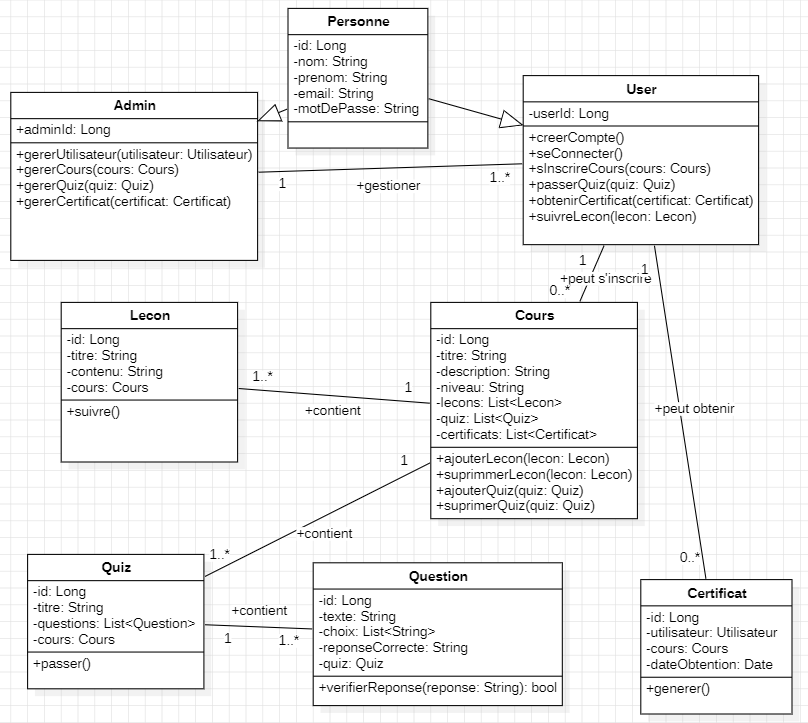 Personne
-id: Long
-nom: String
-prenom: String
-email: String
-motDePasse: String
Admin
+adminId: Long
+gererUtilisateur(utilisateur: Utilisateur)
+gererCours(cours: Cours)
+gererQuiz(quiz: Quiz)
+gererCertificat(certificat: Certificat)
User
-userId: Long
+creerCompte()
+seConnecter()
+sInscrireCours(cours: Cours)
+passerQuiz(quiz: Quiz)
+obtenirCertificat(certificat: Certificat)
+suivreLecon(lecon: Lecon)
1
+gestioner
1..*
1
+peut s'inscrire
0..*
1
+peut obtenir
0..*
Lecon
-id: Long
-titre: String
-contenu: String
-cours: Cours
+suivre()
1..*
+contient
1
Cours
-id: Long
-titre: String
-description: String
-niveau: String
-lecons: List<Lecon>
-quiz: List<Quiz>
-certificats: List<Certificat>
+ajouterLecon(lecon: Lecon)
+suprimmerLecon(lecon: Lecon)
+ajouterQuiz(quiz: Quiz)
+suprimerQuiz(quiz: Quiz)
1
+contient
1..*
Quiz
-id: Long
-titre: String
-questions: List<Question>
-cours: Cours
+passer()
+contient
1
1..*
Question
-id: Long
-texte: String
-choix: List<String>
-reponseCorrecte: String
-quiz: Quiz
+verifierReponse(reponse: String): bool
Certificat
-id: Long
-utilisateur: Utilisateur
-cours: Cours
-dateObtention: Date
+generer()